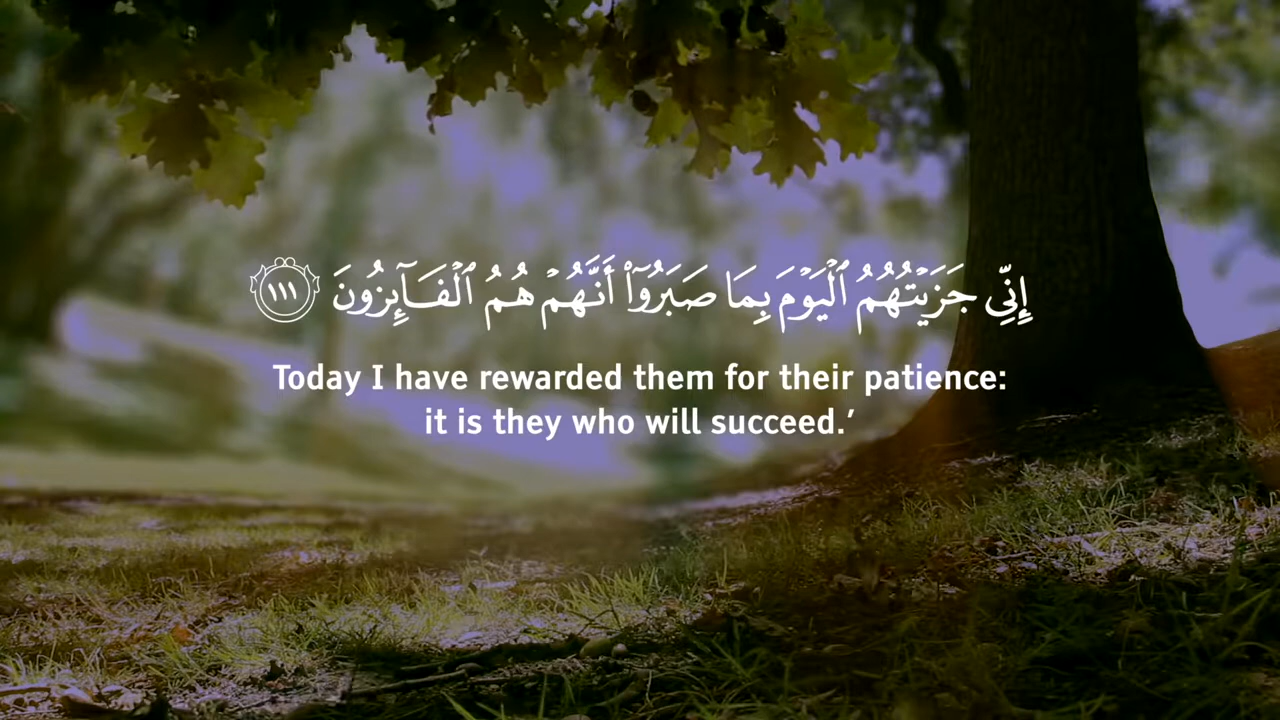 إِنِّى جَزَيْتُهُمُ ٱلْيَوْمَ بِمَا صَبَرُوٓا۟ أَنَّهُمْ هُمُ ٱلْفَآئِزُونَ ١١١
Today I have rewarded them for their patience:
it is they who will succeed.’